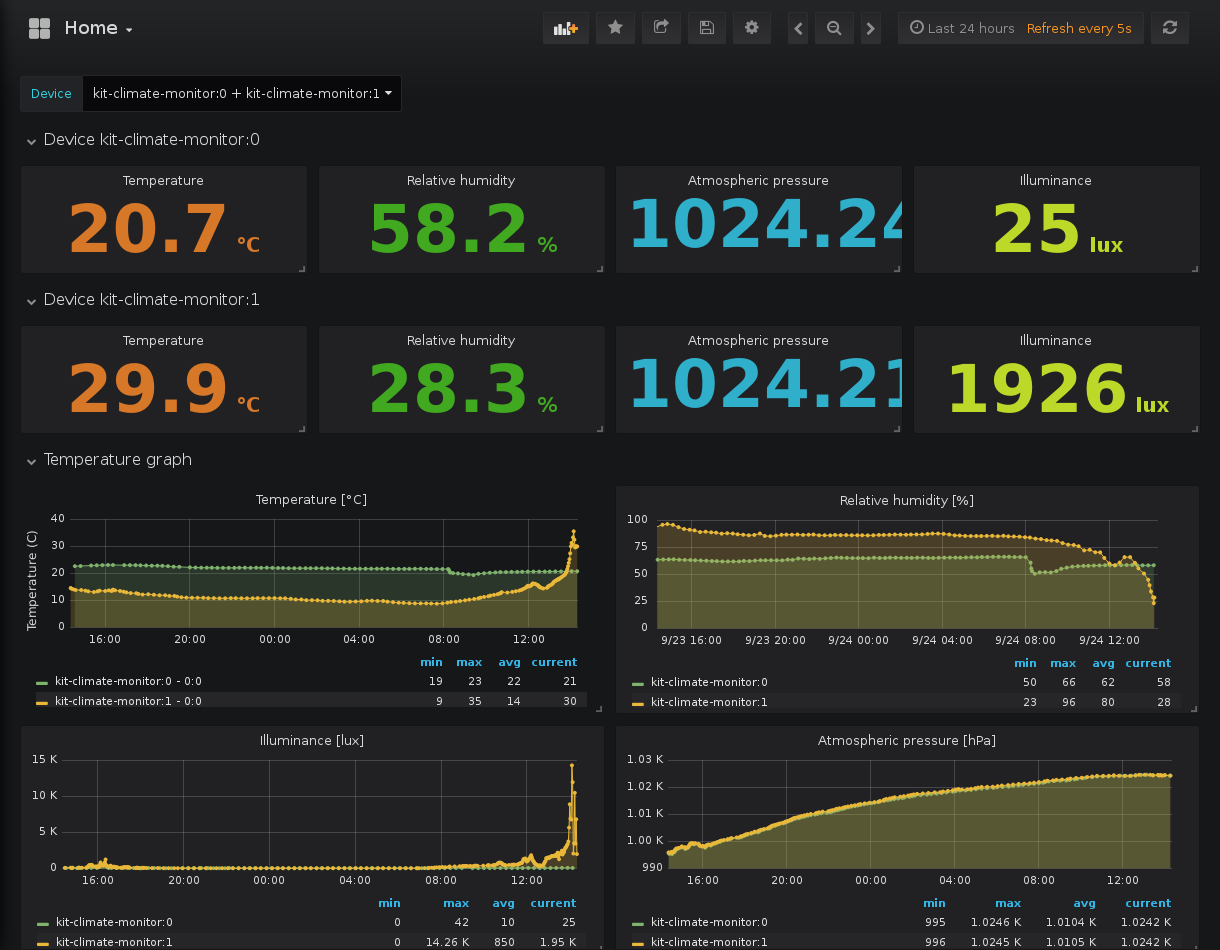 Home
Last 24 hours Refresh every 5s
Device kit-climate-monitor:0 + kit-climate-monitor:1
Device kit-climate-monitor:0
Temperature
20.7 °C
Relative humidity
58.2 %
Atmospheric pressure
1024.24
Illuminance
25 lux
Device kit-climate-monitor:1
Temperature
29.9 °C
Relative humidity
28.3 %
Atmospheric pressure
1024.21
Illuminance
1926 lux
Temperature graph
Temperature [°C]
Temperature (C)
40
30
20
10
0
16:00 20:00 00:00 04:00 08:00 12:00
min max avg current
kit-climate-monitor:0 - 0:0 19 23 22 21
kit-climate-monitor:1 - 0:0 9 35 14 30
Relative humidity [%]
100
75
50
25
0
9/23 16:00 9/23 20:00 9/24 00:00 9/24 04:00 9/24 08:00 9/24 12:00
min max avg current
kit-climate-monitor:0 50 66 62 58
kit-climate-monitor:1 23 96 80 28
Illuminance [lux]
15 K
10 K
5 K
0
16:00 20:00 00:00 04:00 08:00 12:00
min max avg current
kit-climate-monitor:0 0 42 10 25
kit-climate-monitor:1 0 14.26 K 850 1.95 K
Atmospheric pressure [hPa]
1.03 K
1.02 K
1.01 K
1.00 K
990
16:00 20:00 00:00 04:00 08:00 12:00
min max avg current
kit-climate-monitor:0 995 1.0246 K 1.0104 K 1.0242 K
kit-climate-monitor:1 996 1.0245 K 1.0105 K 1.0242 K